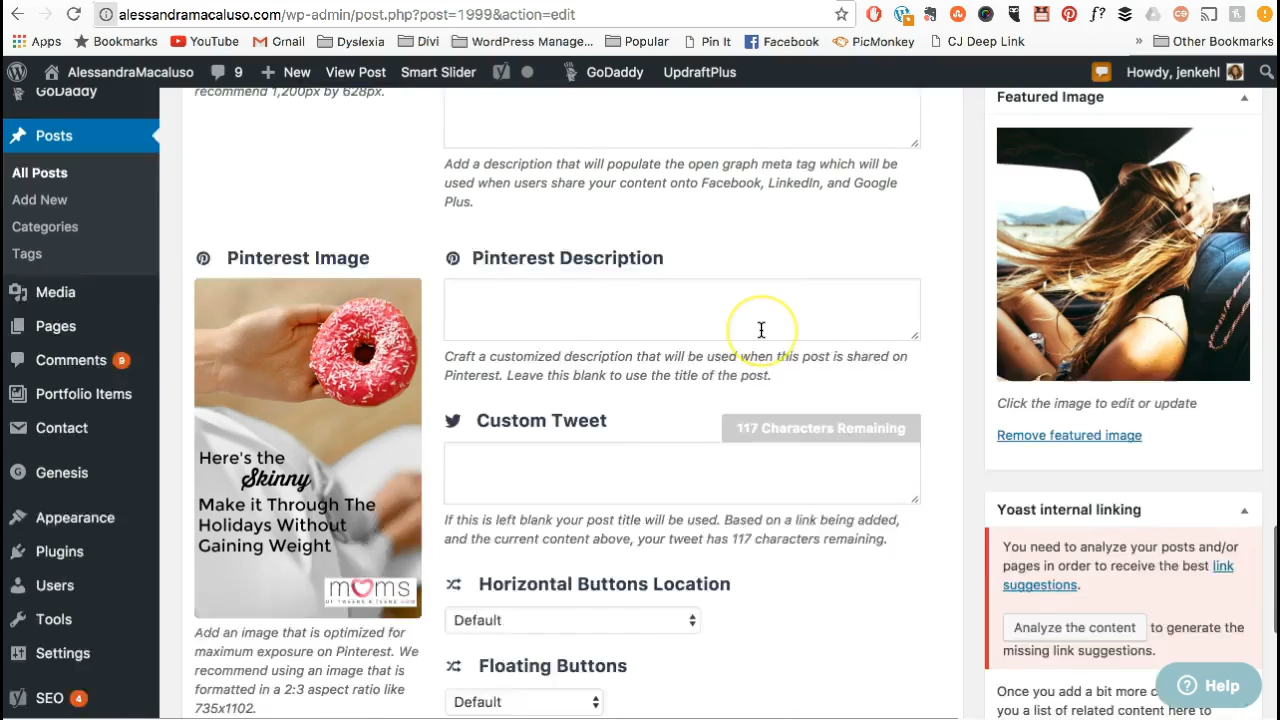 alessandramacaluso.com/wp-admin/post.php?post=1999&action=edit
Apps Bookmarks YouTube Gmail Dyslexia Divi WordPress Manage... Popular Pin It Facebook PicMonkey CJ Deep Link » Other Bookmarks
AlessandraMacaluso 9 New View Post Smart Slider GoDaddy UpdraftPlus Howdy, jenkehl
GoDaddy
Posts
All Posts
Add New
Categories
Tags
Media
Pages
Comments 9
Portfolio Items
Contact
Genesis
Appearance
Plugins
Users
Tools
Settings
SEO 4
recommend 1,200px by 628px.
Add a description that will populate the open graph meta tag which will be
used when users share your content onto Facebook, LinkedIn, and Google
Plus.
Pinterest Image
Here's the
Skinny
Make it Through The
Holidays Without
Gaining Weight
moms
Add an image that is optimized for
maximum exposure on Pinterest. We
recommend using an image that is
formatted in a 2:3 aspect ratio like
735x1102.
Pinterest Description
Craft a customized description that will be used when this post is shared on
Pinterest. Leave this blank to use the title of the post.
Custom Tweet
117 Characters Remaining
If this is left blank your post title will be used. Based on a link being added,
and the current content above, your tweet has 117 characters remaining.
Horizontal Buttons Location
Default
Floating Buttons
Default
Featured Image
Click the image to edit or update
Remove featured image
Yoast internal linking
You need to analyze your posts and/or
pages in order to receive the best link
suggestions.
Analyze the content to generate the
missing link suggestions.
Once you add a bit more
you a list of related content here to
Help